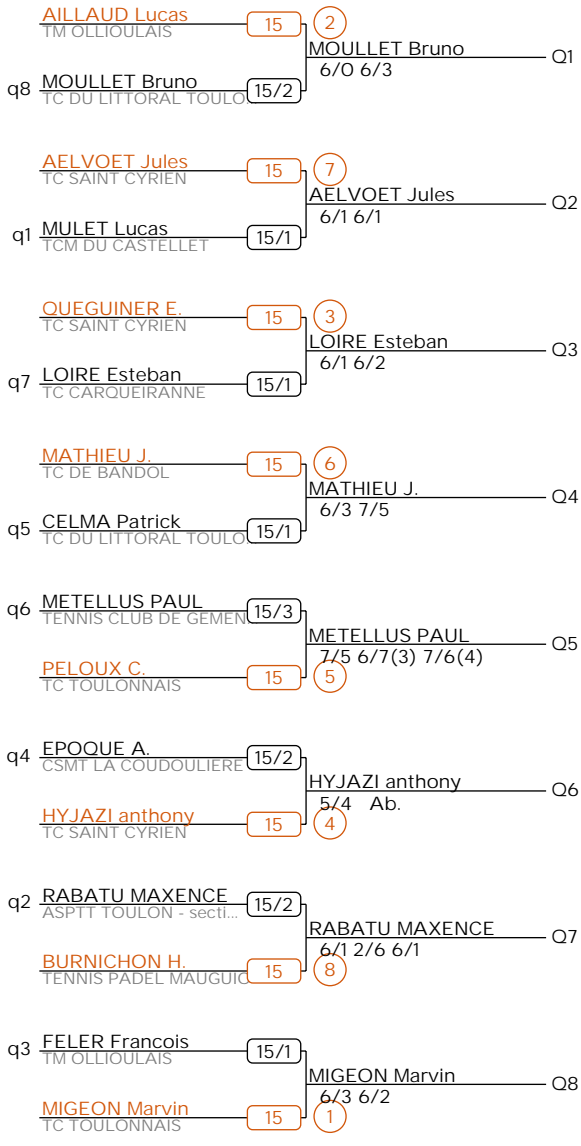 AILLAUD Lucas 15 2
TM OLLIOULAIS
MOULLET Bruno Q1
6/0 6/3
q8 MOULLET Bruno 15/2
TC DU LITTORAL TOULO
AELVOET Jules 15 7
TC SAINT CYRIEN
AELVOET Jules Q2
6/1 6/1
q1 MULET Lucas 15/1
TCM DU CASTELLET
QUEGUINER E. 15 3
TC SAINT CYRIEN
LOIRE Esteban Q3
6/1 6/2
q7 LOIRE Esteban 15/1
TC CARQUEIRANNE
MATHIEU J. 15 6
TC DE BANDOL
MATHIEU J. Q4
6/3 7/5
q5 CELMA Patrick 15/1
TC DU LITTORAL TOULO
q6 METELLUS PAUL 15/3
TENNIS CLUB DE GEMEN
METELLUS PAUL Q5
7/5 6/7(3) 7/6(4)
PELOUX C. 15 5
TC TOULONNAIS
q4 EPOQUE A. 15/2
CSMT LA COUDOULIERE
HYJAZI anthony Q6
5/4 Ab.
HYJAZI anthony 15 4
TC SAINT CYRIEN
q2 RABATU MAXENCE 15/2
ASPTT TOULON - secti...
RABATU MAXENCE Q7
6/1 2/6 6/1
BURNICHON H. 15 8
TENNIS PADEL MAUGUIO
q3 FELER Francois 15/1
TM OLLIOULAIS
MIGEON Marvin Q8
6/3 6/2
MIGEON Marvin 15 1
TC TOULONNAIS